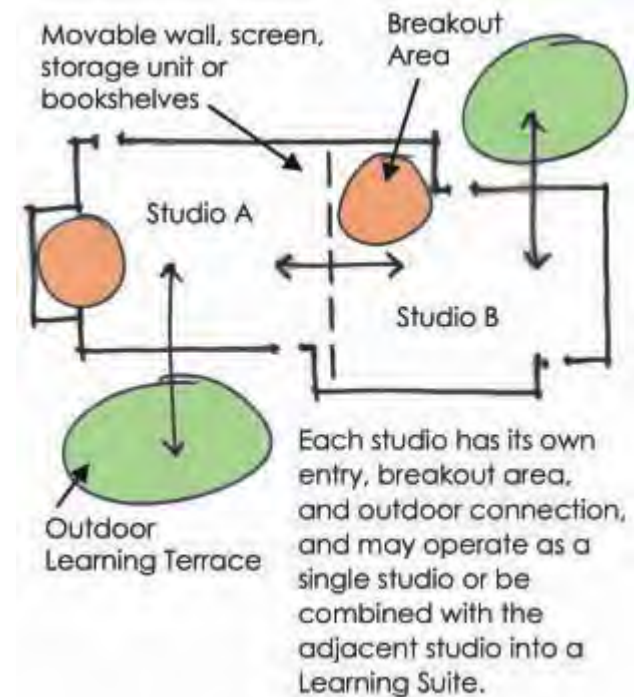 Movable wall, screen,
storage unit or
bookshelves
Breakout
Area
Studio A
Studio B
Outdoor
Learning Terrace
Each studio has its own
entry, breakout area,
and outdoor connection,
and may operate as a
single studio or be
combined with the
adjacent studio into a
Learning Suite.